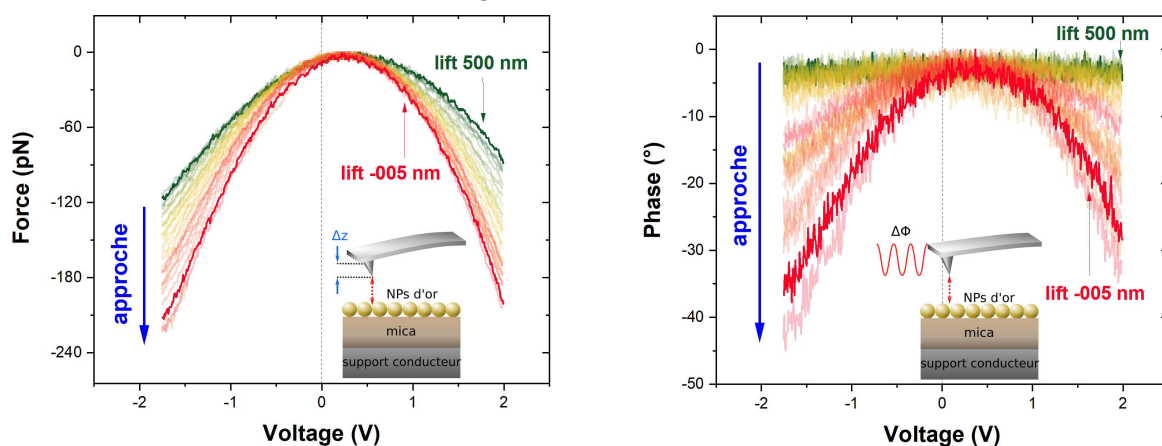 0
-60
-120
-180
-240
Force (pN)
-2
-1
0
1
2
Voltage (V)
lift 500 nm
lift -005 nm
approche
Δz
NPs d'or
mica
support conducteur
0
-10
-20
-30
-40
-50
Phase (°)
-2
-1
0
1
2
Voltage (V)
lift 500 nm
approche
ΔΦ
NPs d'or
lift -005 nm
mica
support conducteur